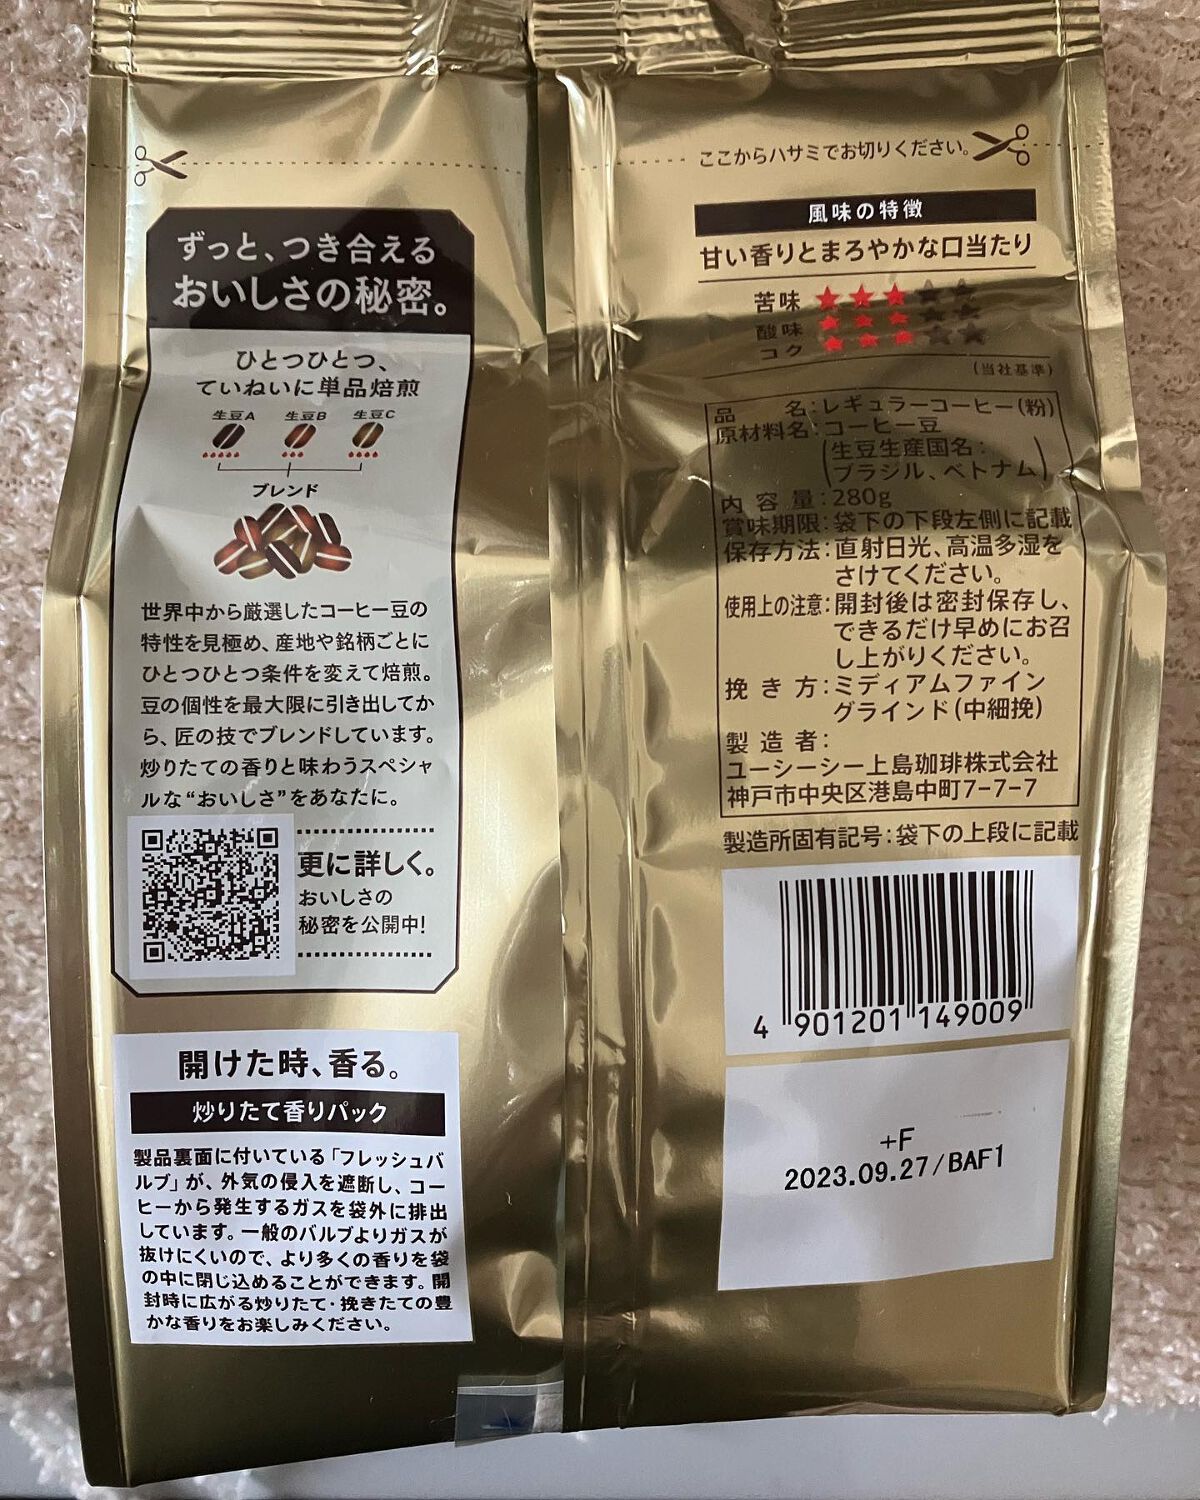 ここからハサミでお切りください。
ずっと、つき合える
おいしさの秘密。
ひとつひとつ、
ていねいに単品焙煎
生豆A 生豆B 生豆C
ブレンド
世界中から厳選したコーヒー豆の
特性を見極め、産地や銘柄ごとに
ひとつひとつ条件を変えて焙煎。
豆の個性を最大限に引き出してか
ら、匠の技でブレンドしています。
炒りたての香りと味わうスペシャ
ルな“おいしさ”をあなたに。
更に詳しく。
おいしさの
秘密を公開中!
開けた時、香る。
炒りたて香りパック
製品裏面に付いている「フレッシュバ
ルブ」が、外気の侵入を遮断し、コー
ヒーから発生するガスを袋外に排出
しています。一般のバルブよりガスが
抜けにくいので、より多くの香りを袋
の中に閉じ込めることができます。開
封時に広がる炒りたて・挽きたての豊
かな香りをお楽しみください。
風味の特徴
甘い香りとまろやかな口当たり
苦味 ★★★★★
酸味 ★★★★★
コク ★★★★★
(当社基準)
品名:レギュラーコーヒー(粉)
原材料名:コーヒー豆
(生豆生産国名:
ブラジル、ベトナム)
内容量:280g
賞味期限:袋下の下段左側に記載
保存方法:直射日光、高温多湿を
さけてください。
使用上の注意:開封後は密封保存し、
できるだけ早めにお召
し上がりください。
挽き方:ミディアムファイン
グラインド(中細挽)
製造者:
ユーシーシー上島珈琲株式会社
神戸市中央区港島中町7-7-7
製造所固有記号:袋下の上段に記載
4 901201 149009
+F
2023.09.27/BAF1